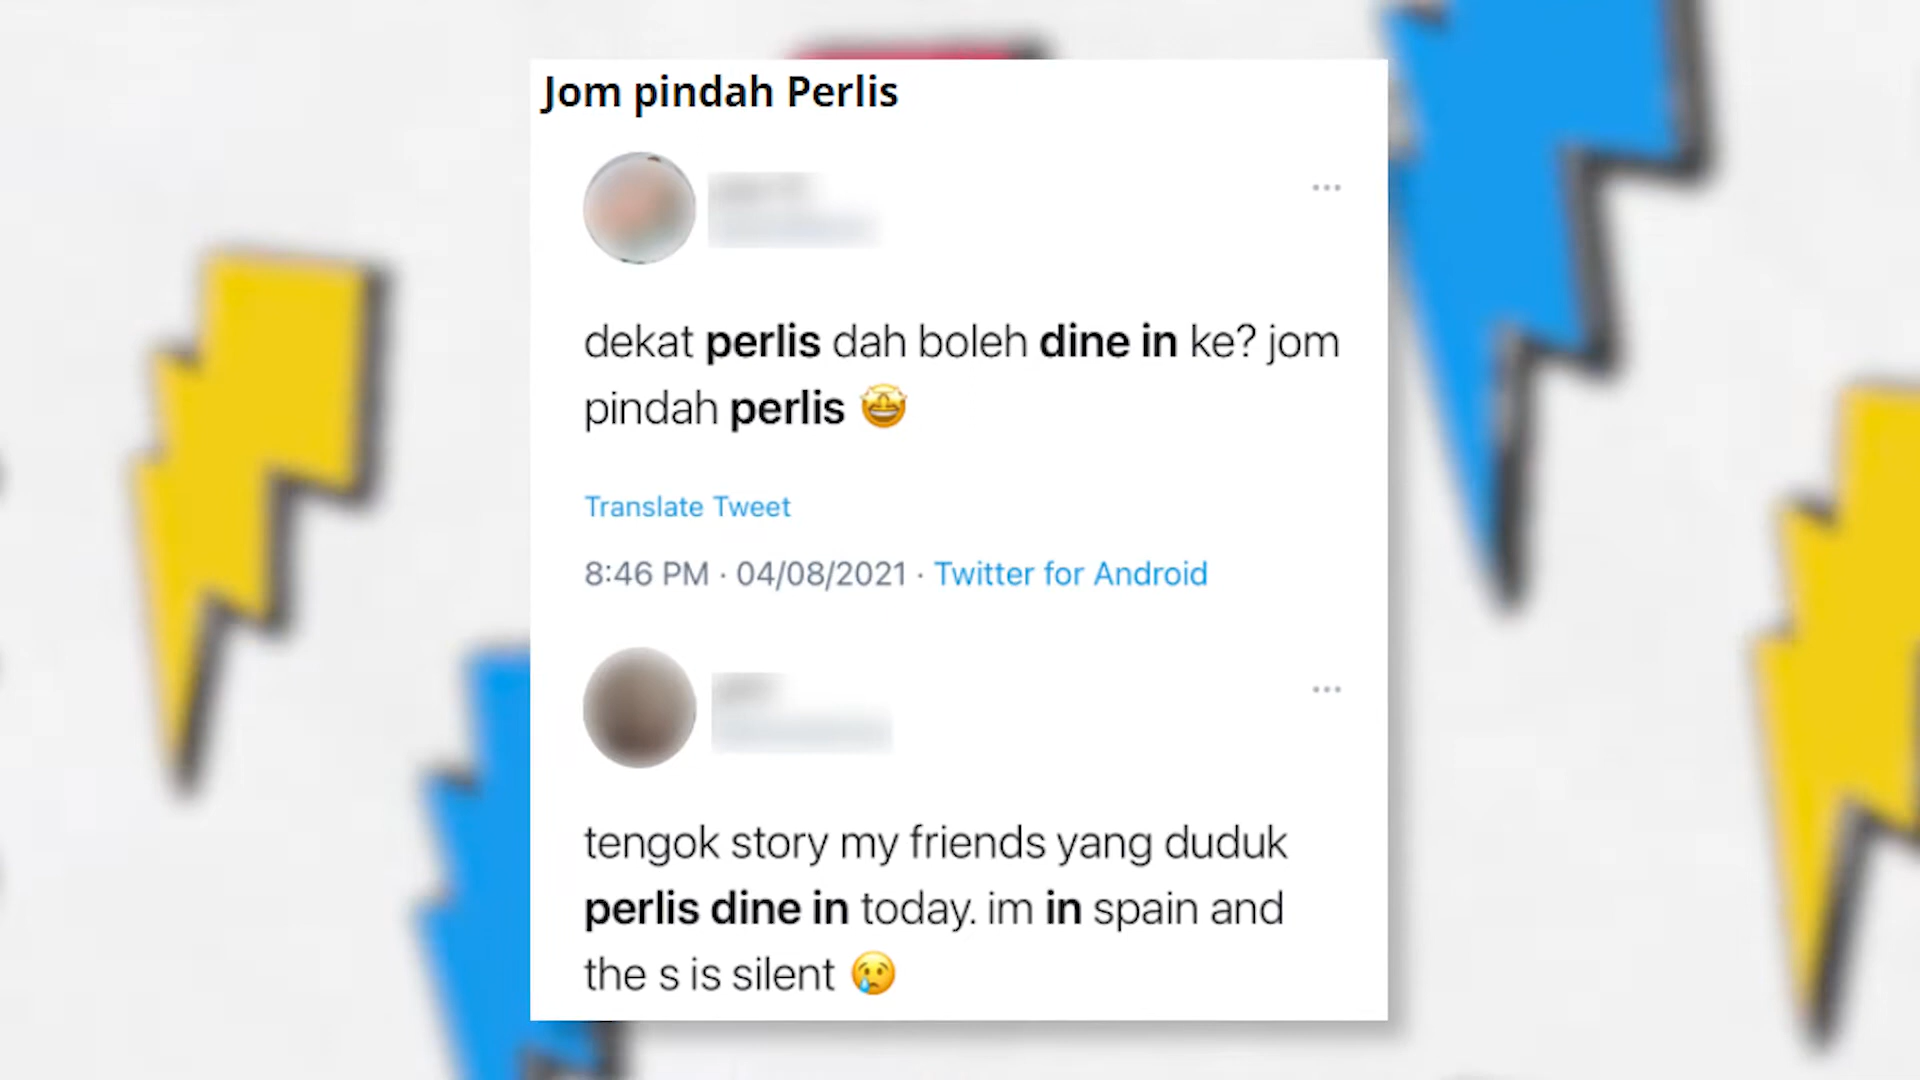 Jom pindah Perlis
dekat perlis dah boleh dine in ke? jom
pindah perlis 🤩
Translate Tweet
8:46 PM · 04/08/2021 · Twitter for Android
tengok story my friends yang duduk
perlis dine in today. im in spain and
the s is silent 😢